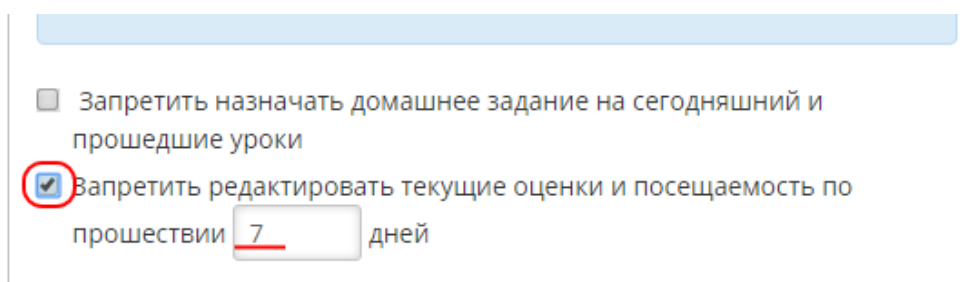 Запретить назначать домашнее задание на сегодняшний и
прошедшие уроки
Запретить редактировать текущие оценки и посещаемость по
прошествии 7 дней